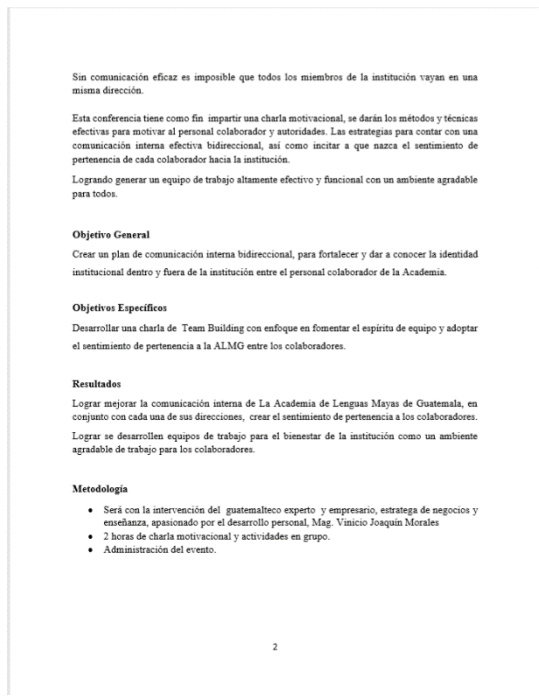 Sin comunicación eficaz es imposible que todos los miembros de la institución vayan en una
misma dirección.
Esta conferencia tiene como fin impartir una charla motivacional, se darán los métodos y técnicas
efectivas para motivar al personal colaborador y autoridades. Las estrategias para contar con una
comunicación interna efectiva bidireccional, así como incitar a que nazca el sentimiento de
pertenencia de cada colaborador hacia la institución.
Logrando generar un equipo de trabajo altamente efectivo y funcional con un ambiente agradable
para todos.
Objetivo General
Crear un plan de comunicación interna bidireccional, para fortalecer y dar a conocer la identidad
institucional dentro y fuera de la institución entre el personal colaborador de la Academia.
Objetivos Específicos
Desarrollar una charla de Team Building con enfoque en fomentar el espíritu de equipo y adoptar
el sentimiento de pertenencia a la ALMG entre los colaboradores.
Resultados
Lograr mejorar la comunicación interna de La Academia de Lenguas Mayas de Guatemala, en
conjunto con cada una de sus direcciones, crear el sentimiento de pertenencia a los colaboradores.
Lograr se desarrollen equipos de trabajo para el bienestar de la institución como un ambiente
agradable de trabajo para los colaboradores.
Metodología
• Será con la intervención del guatemalteco experto y empresario, estratega de negocios y
enseñanza, apasionado por el desarrollo personal, Mag. Vinicio Joaquín Morales
• 2 horas de charla motivacional y actividades en grupo.
• Administración del evento.
2